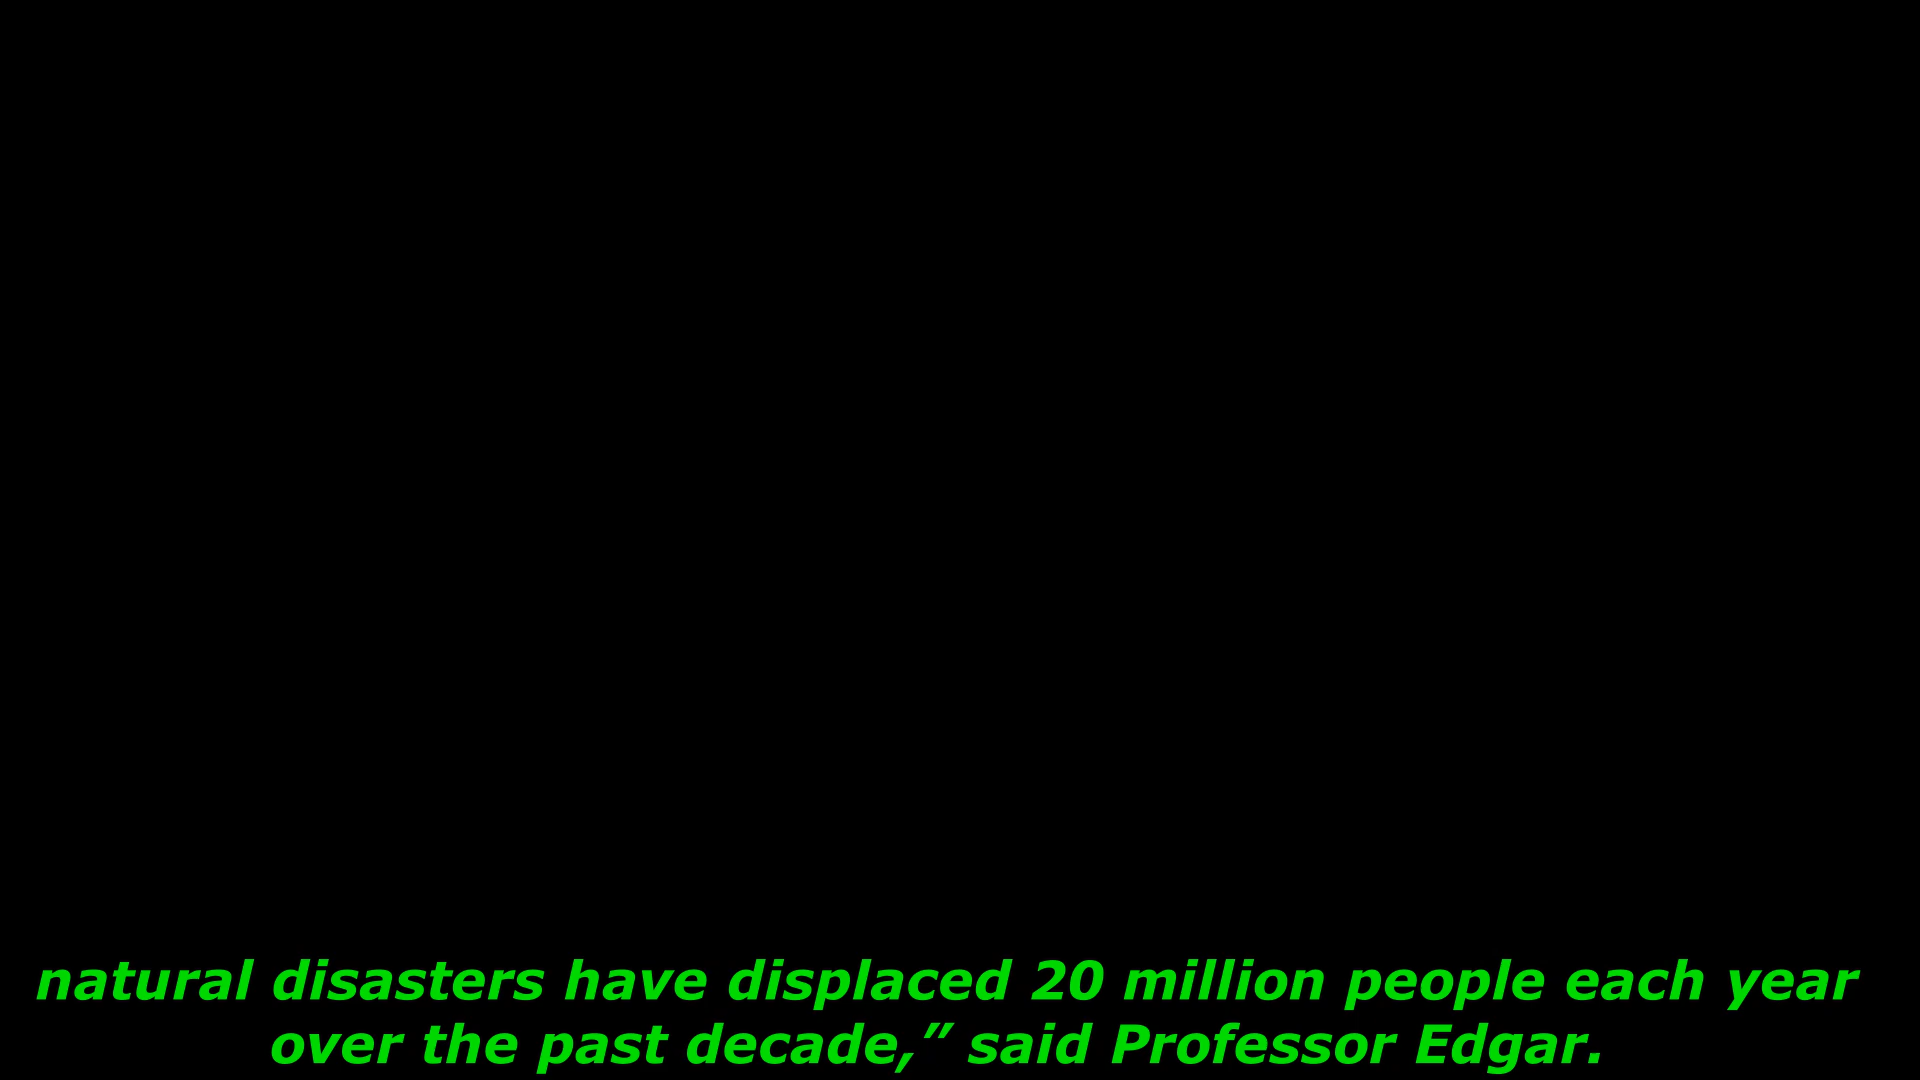 natural disasters have displaced 20 million people each year
over the past decade,” said Professor Edgar.